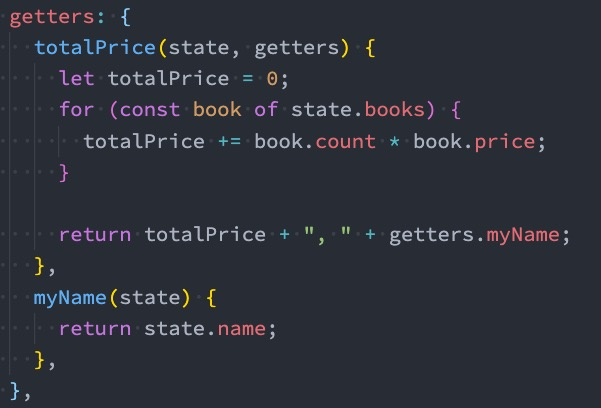 getters: {
  totalPrice(state, getters) {
    let totalPrice = 0;
    for (const book of state.books) {
      totalPrice += book.count * book.price;
    }

    return totalPrice + ", " + getters.myName;
  },
  myName(state) {
    return state.name;
  },
},